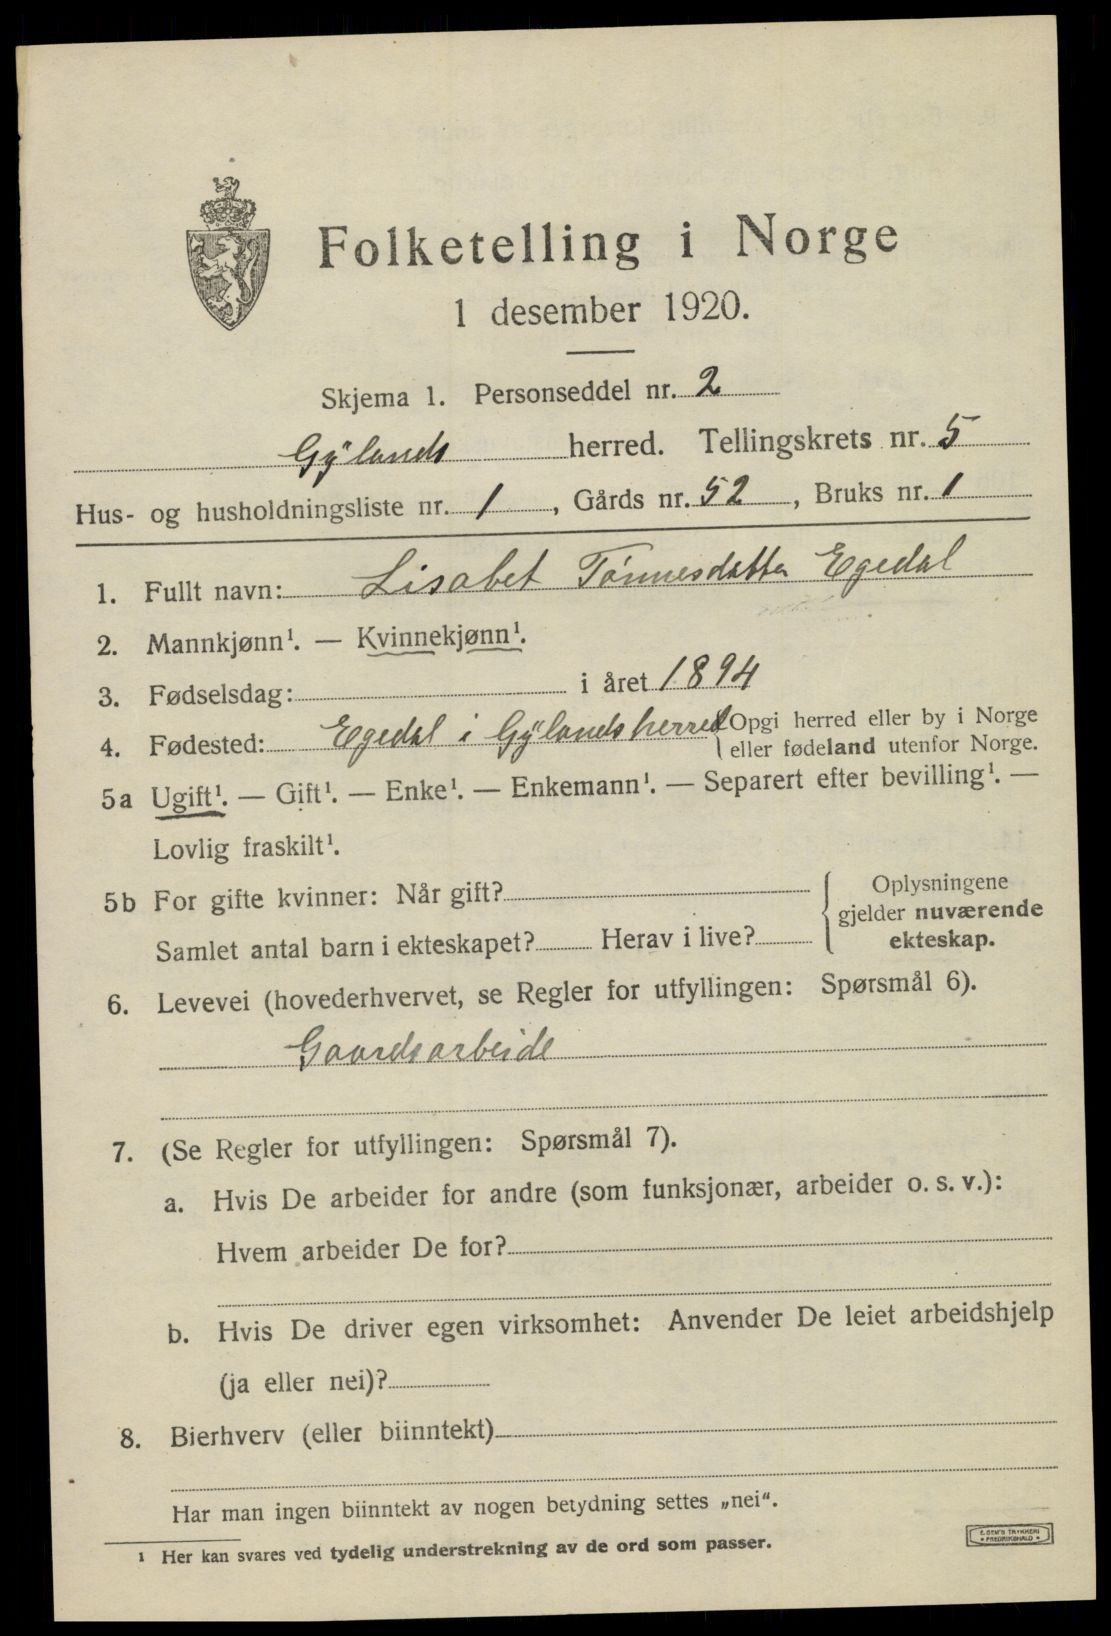 Folketelling i Norge
1 desember 1920.
Skjema 1. Personseddel nr. 2
Gÿlands herred. Tellingskrets nr. 5
Hus- og husholdningsliste nr. 1, Gårds nr. 52, Bruks nr. 1
1. Fullt navn: Lisabet Tønnesdatter Egedal
2. Mannkjønn¹. — Kvinnekjønn¹.
3. Fødselsdag: i året 1894
4. Fødested: Egedal i Gÿlands herred { Opgi herred eller by i Norge
eller fødeland utenfor Norge.
5a Ugift¹. — Gift¹. — Enke¹. — Enkemann¹. — Separert efter bevilling¹. —
Lovlig fraskilt¹.
5b For gifte kvinner: Når gift? { Oplysningene
gjelder nuværende
Samlet antal barn i ekteskapet? Herav i live? ekteskap.
6. Levevei (hovederhvervet, se Regler for utfyllingen: Spørsmål 6).
Gaardsarbeide
7. (Se Regler for utfyllingen: Spørsmål 7).
a. Hvis De arbeider for andre (som funksjonær, arbeider o. s. v.):
Hvem arbeider De for?
b. Hvis De driver egen virksomhet: Anvender De leiet arbeidshjelp
(ja eller nei)?
8. Bierhverv (eller biinntekt)
Har man ingen biinntekt av nogen betydning settes „nei“.
¹ Her kan svares ved tydelig understrekning av de ord som passer.
E. SEM'S TRYKKERI
FREDRIKSHALD